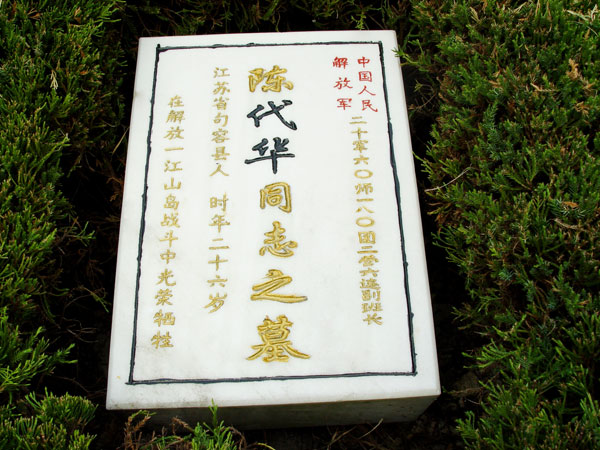 中国人民
解放军
二十军六〇师一八〇团二营六连副班长
陈代华同志之墓
江苏省句容县人 时年二十六岁
在解放一江山岛战斗中光荣牺牲